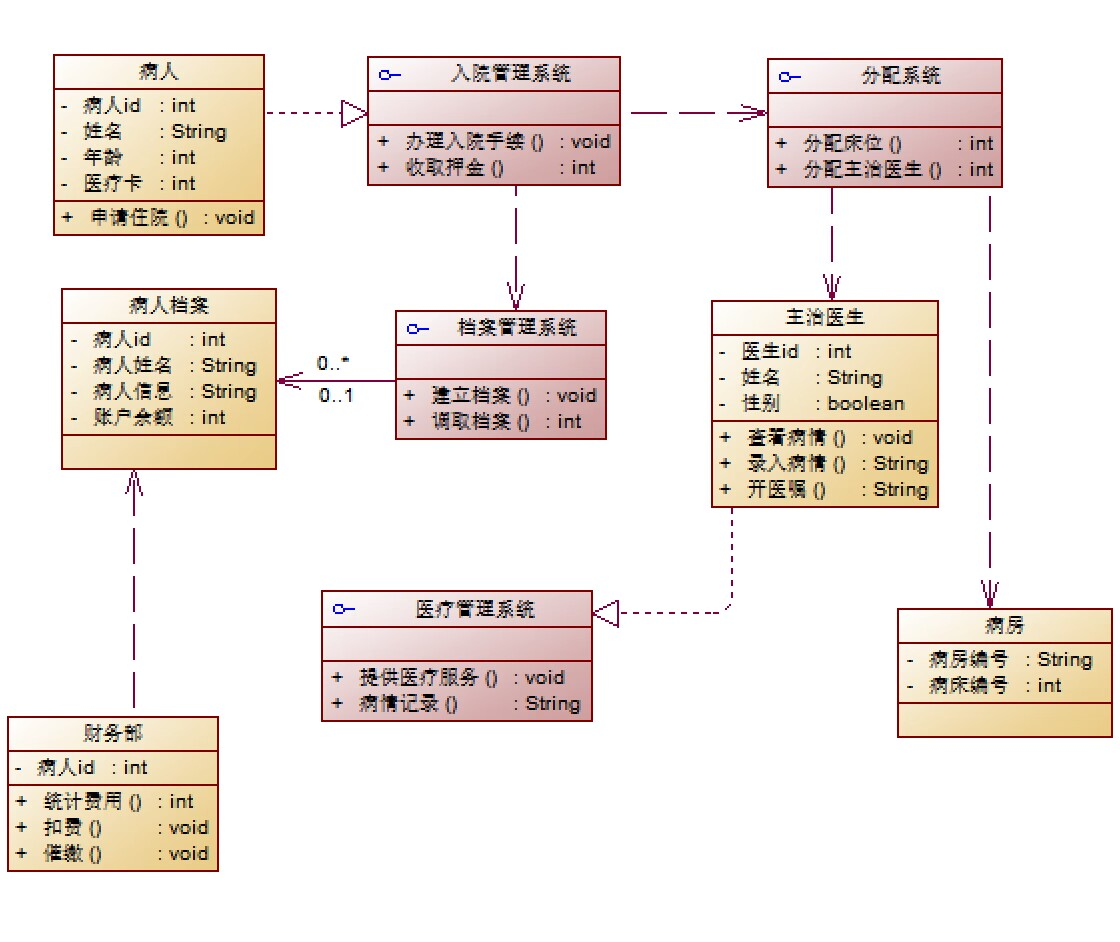 病人
- 病人id : int
- 姓名 : String
- 年龄 : int
- 医疗卡 : int
+ 申请住院 () : void
入院管理系统
+ 办理入院手续 () : void
+ 收取押金 () : int
分配系统
+ 分配床位 () : int
+ 分配主治医生 () : int
病人档案
- 病人id : int
- 病人姓名 : String
- 病人信息 : String
- 账户余额 : int
0..*
0..1
档案管理系统
+ 建立档案 () : void
+ 调取档案 () : int
主治医生
- 医生id : int
- 姓名 : String
- 性别 : boolean
+ 查看病情 () : void
+ 录入病情 () : String
+ 开医嘱 () : String
医疗管理系统
+ 提供医疗服务 () : void
+ 病情记录 () : String
病房
- 病房编号 : String
- 病床编号 : int
财务部
- 病人id : int
+ 统计费用 () : int
+ 扣费 () : void
+ 催缴 () : void